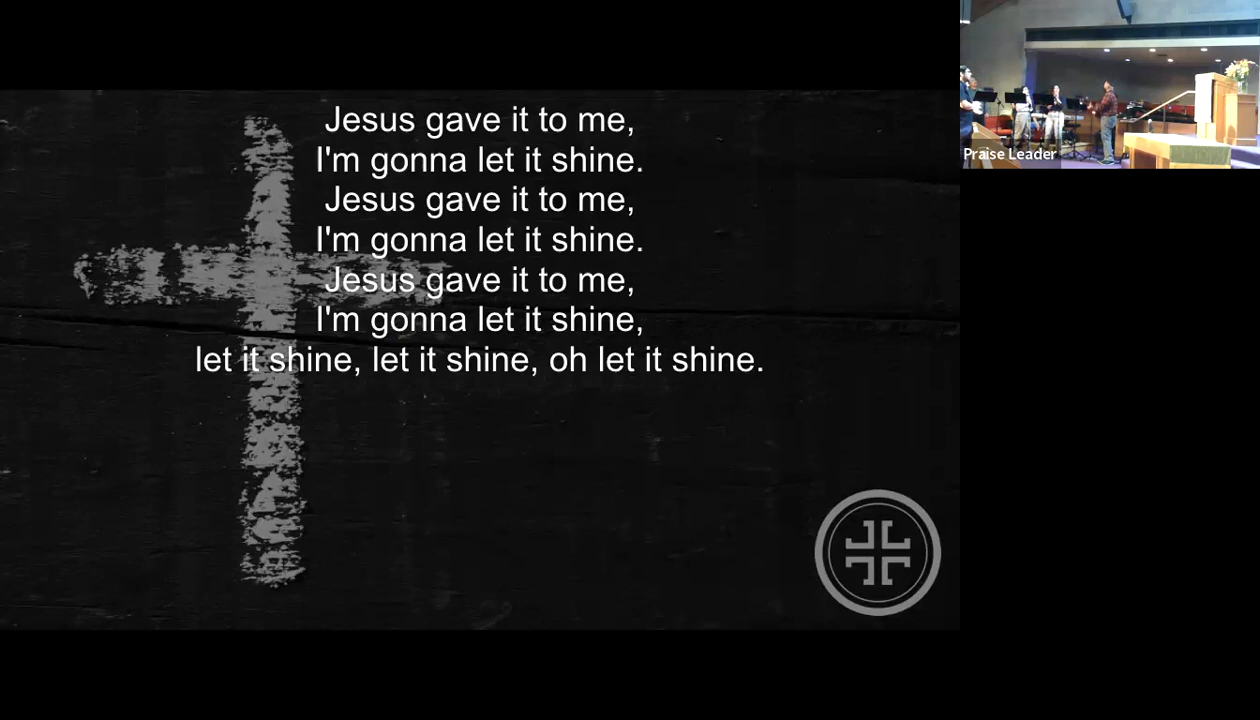 Jesus gave it to me,
I'm gonna let it shine.
Jesus gave it to me,
I'm gonna let it shine.
Jesus gave it to me,
I'm gonna let it shine,
let it shine, let it shine, oh let it shine.
Praise Leader